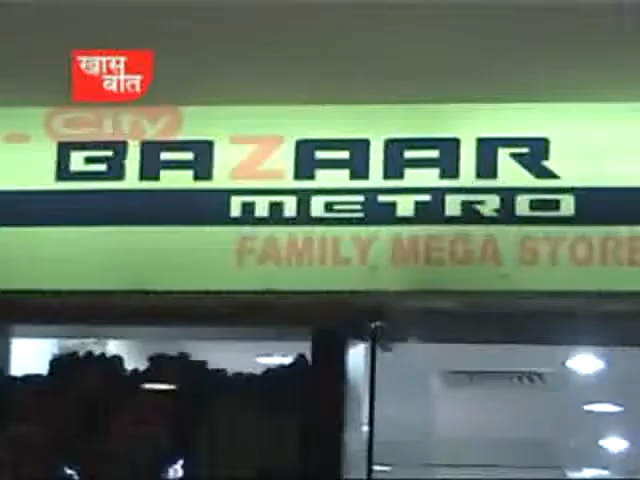 खास
बात
City
BAZAAR
METRO
FAMILY MEGA STORE